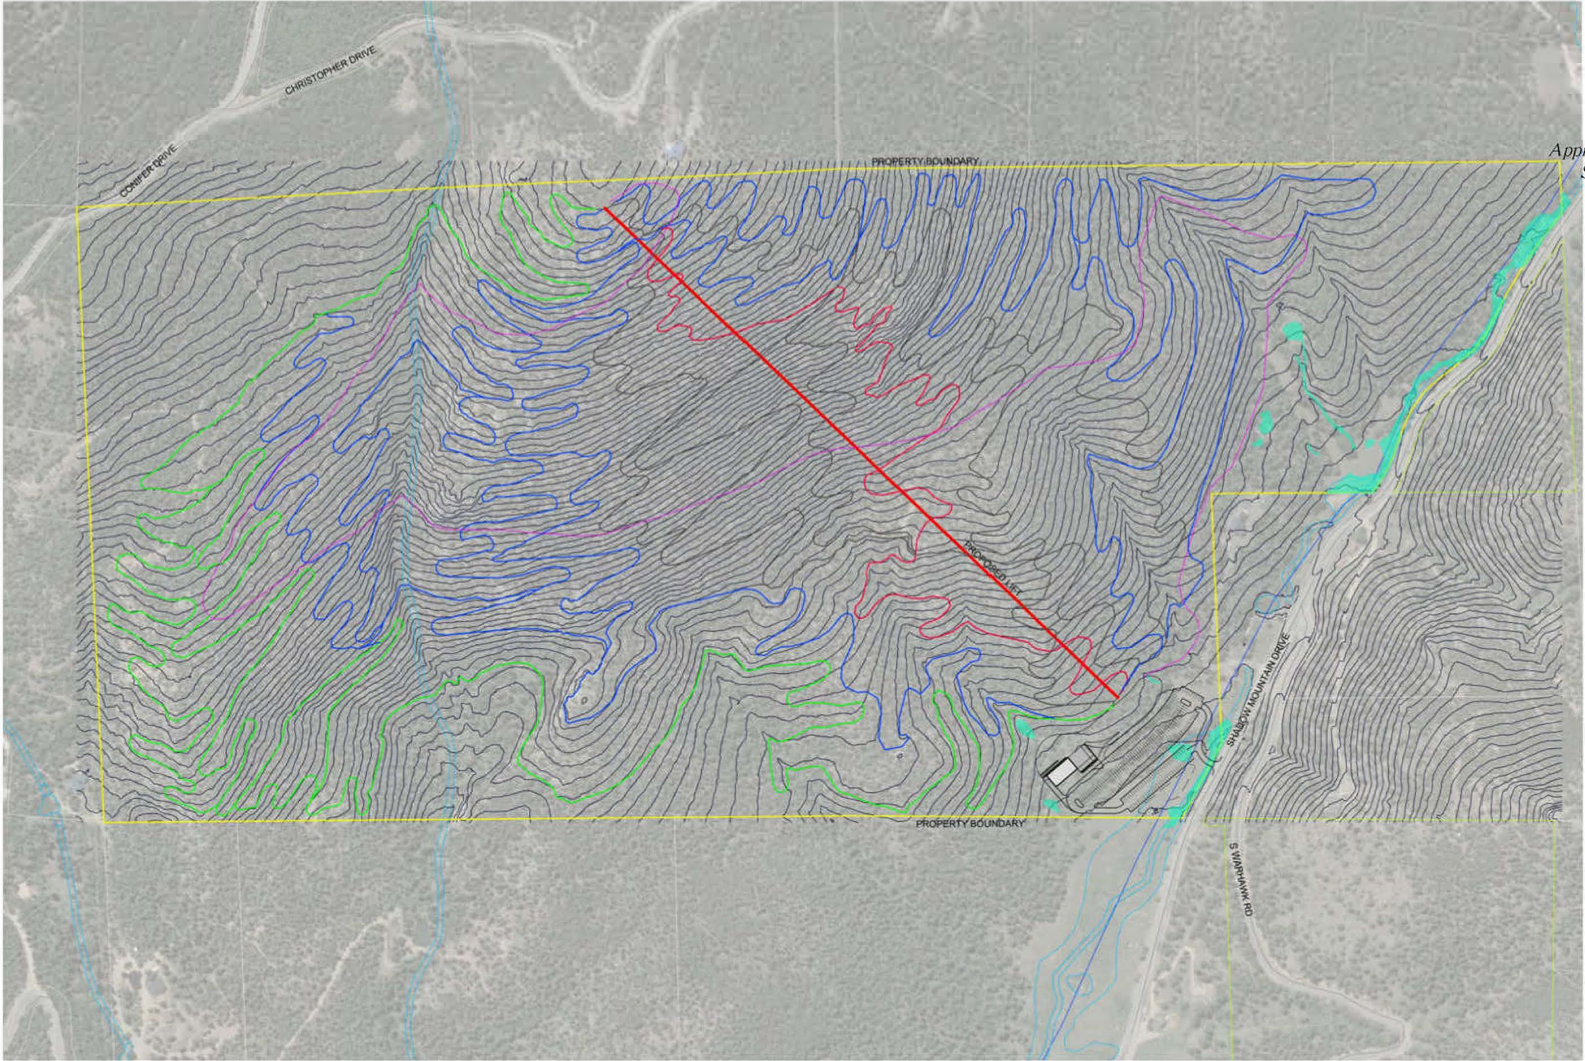 CHRISTOPHER DRIVE
CONIFER DRIVE
PROPERTY BOUNDARY
PROPOSED LIFT
SHADOW MOUNTAIN DRIVE
PROPERTY BOUNDARY
S WARHAWK RD